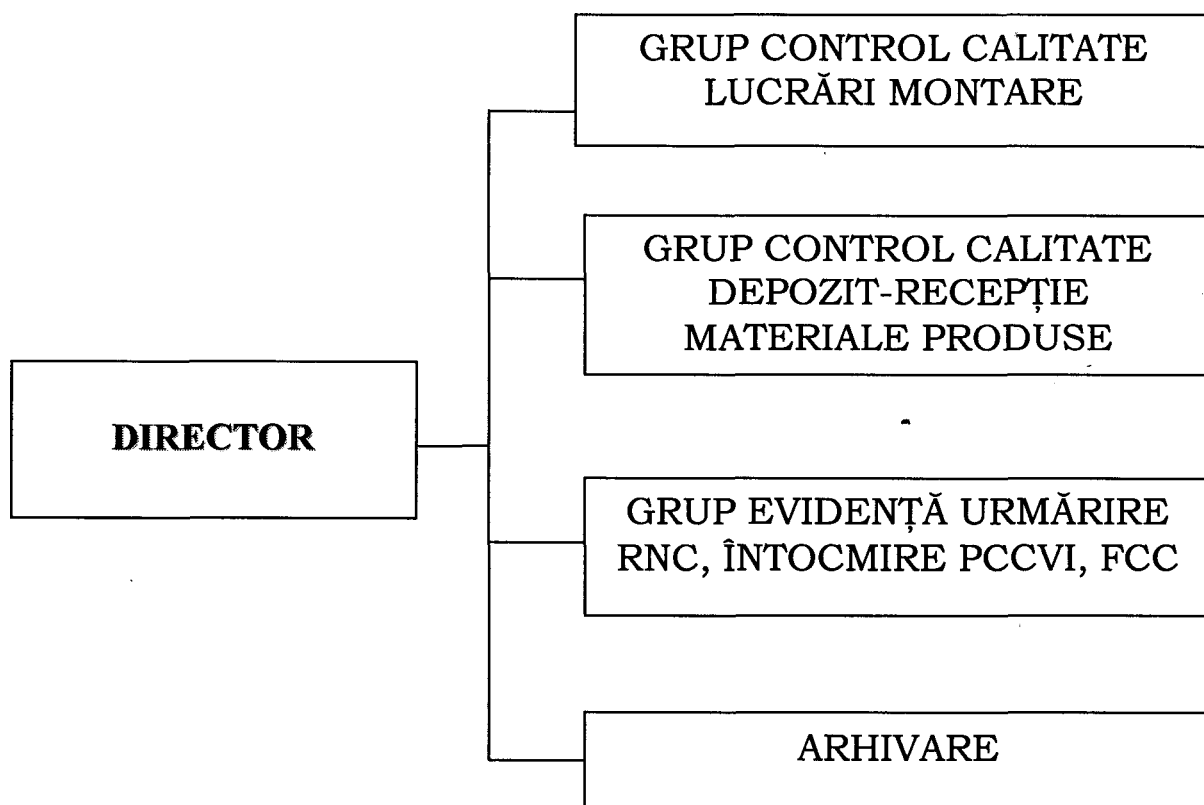 GRUP CONTROL CALITATE
LUCRĂRI MONTARE
GRUP CONTROL CALITATE
DEPOZIT-RECEPȚIE
MATERIALE PRODUSE
DIRECTOR
GRUP EVIDENȚĂ URMĂRIRE
RNC, ÎNTOCMIRE PCCVI, FCC
ARHIVARE